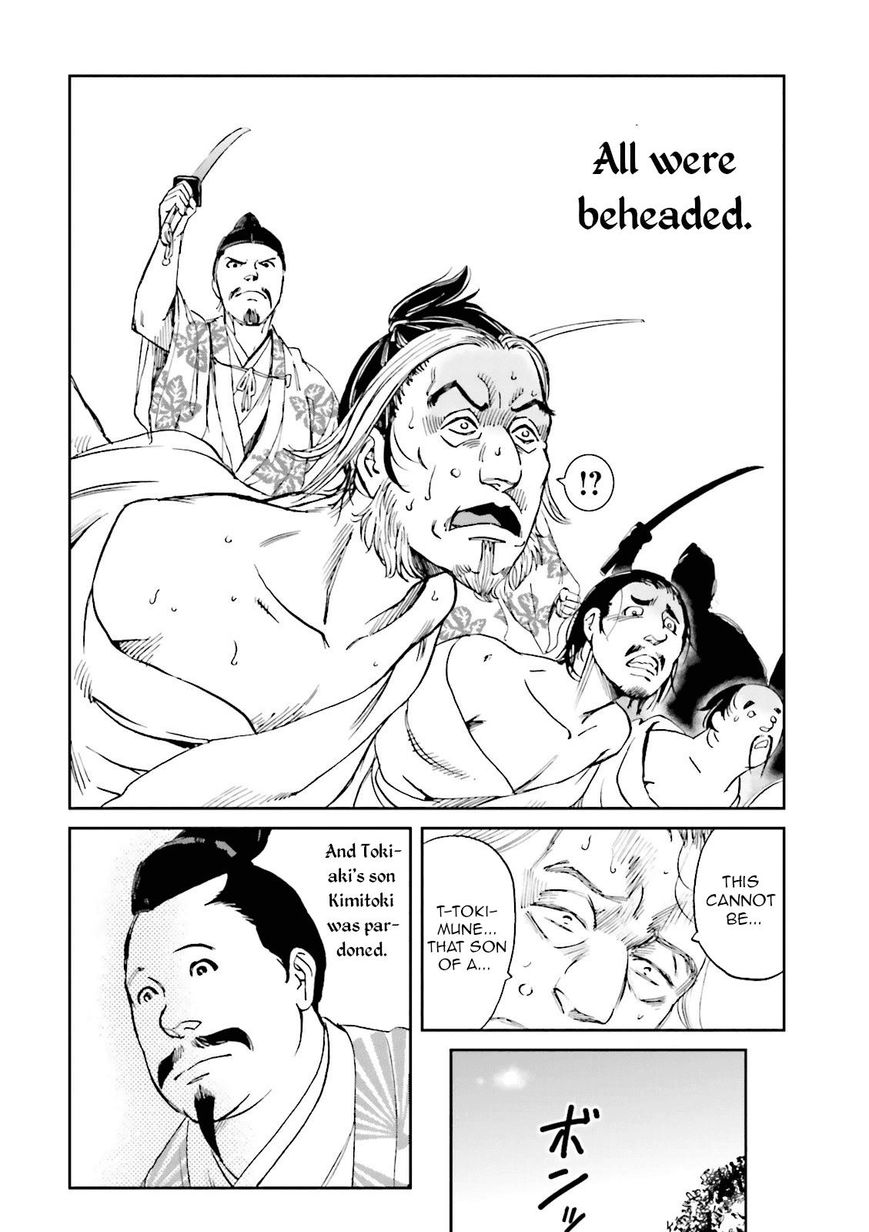 All were
beheaded.
!?
THIS
CANNOT
BE...
T-TOKI-
MUNE...
THAT SON
OF A...
And Toki-
aki's son
Kimitoki
was par-
doned.
ボンッ